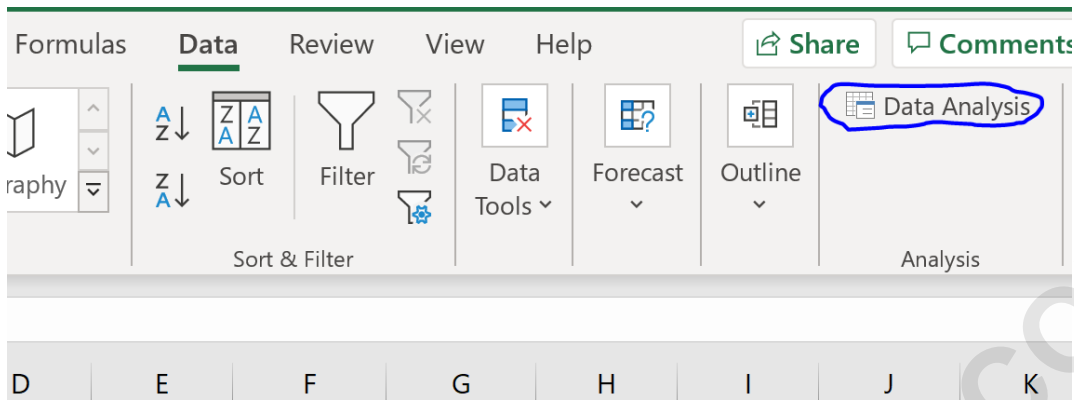 Formulas Data Review View Help Share Comments
Data Analysis
raphy Sort Filter Data Tools Forecast Outline
Sort & Filter Analysis
D E F G H I J K